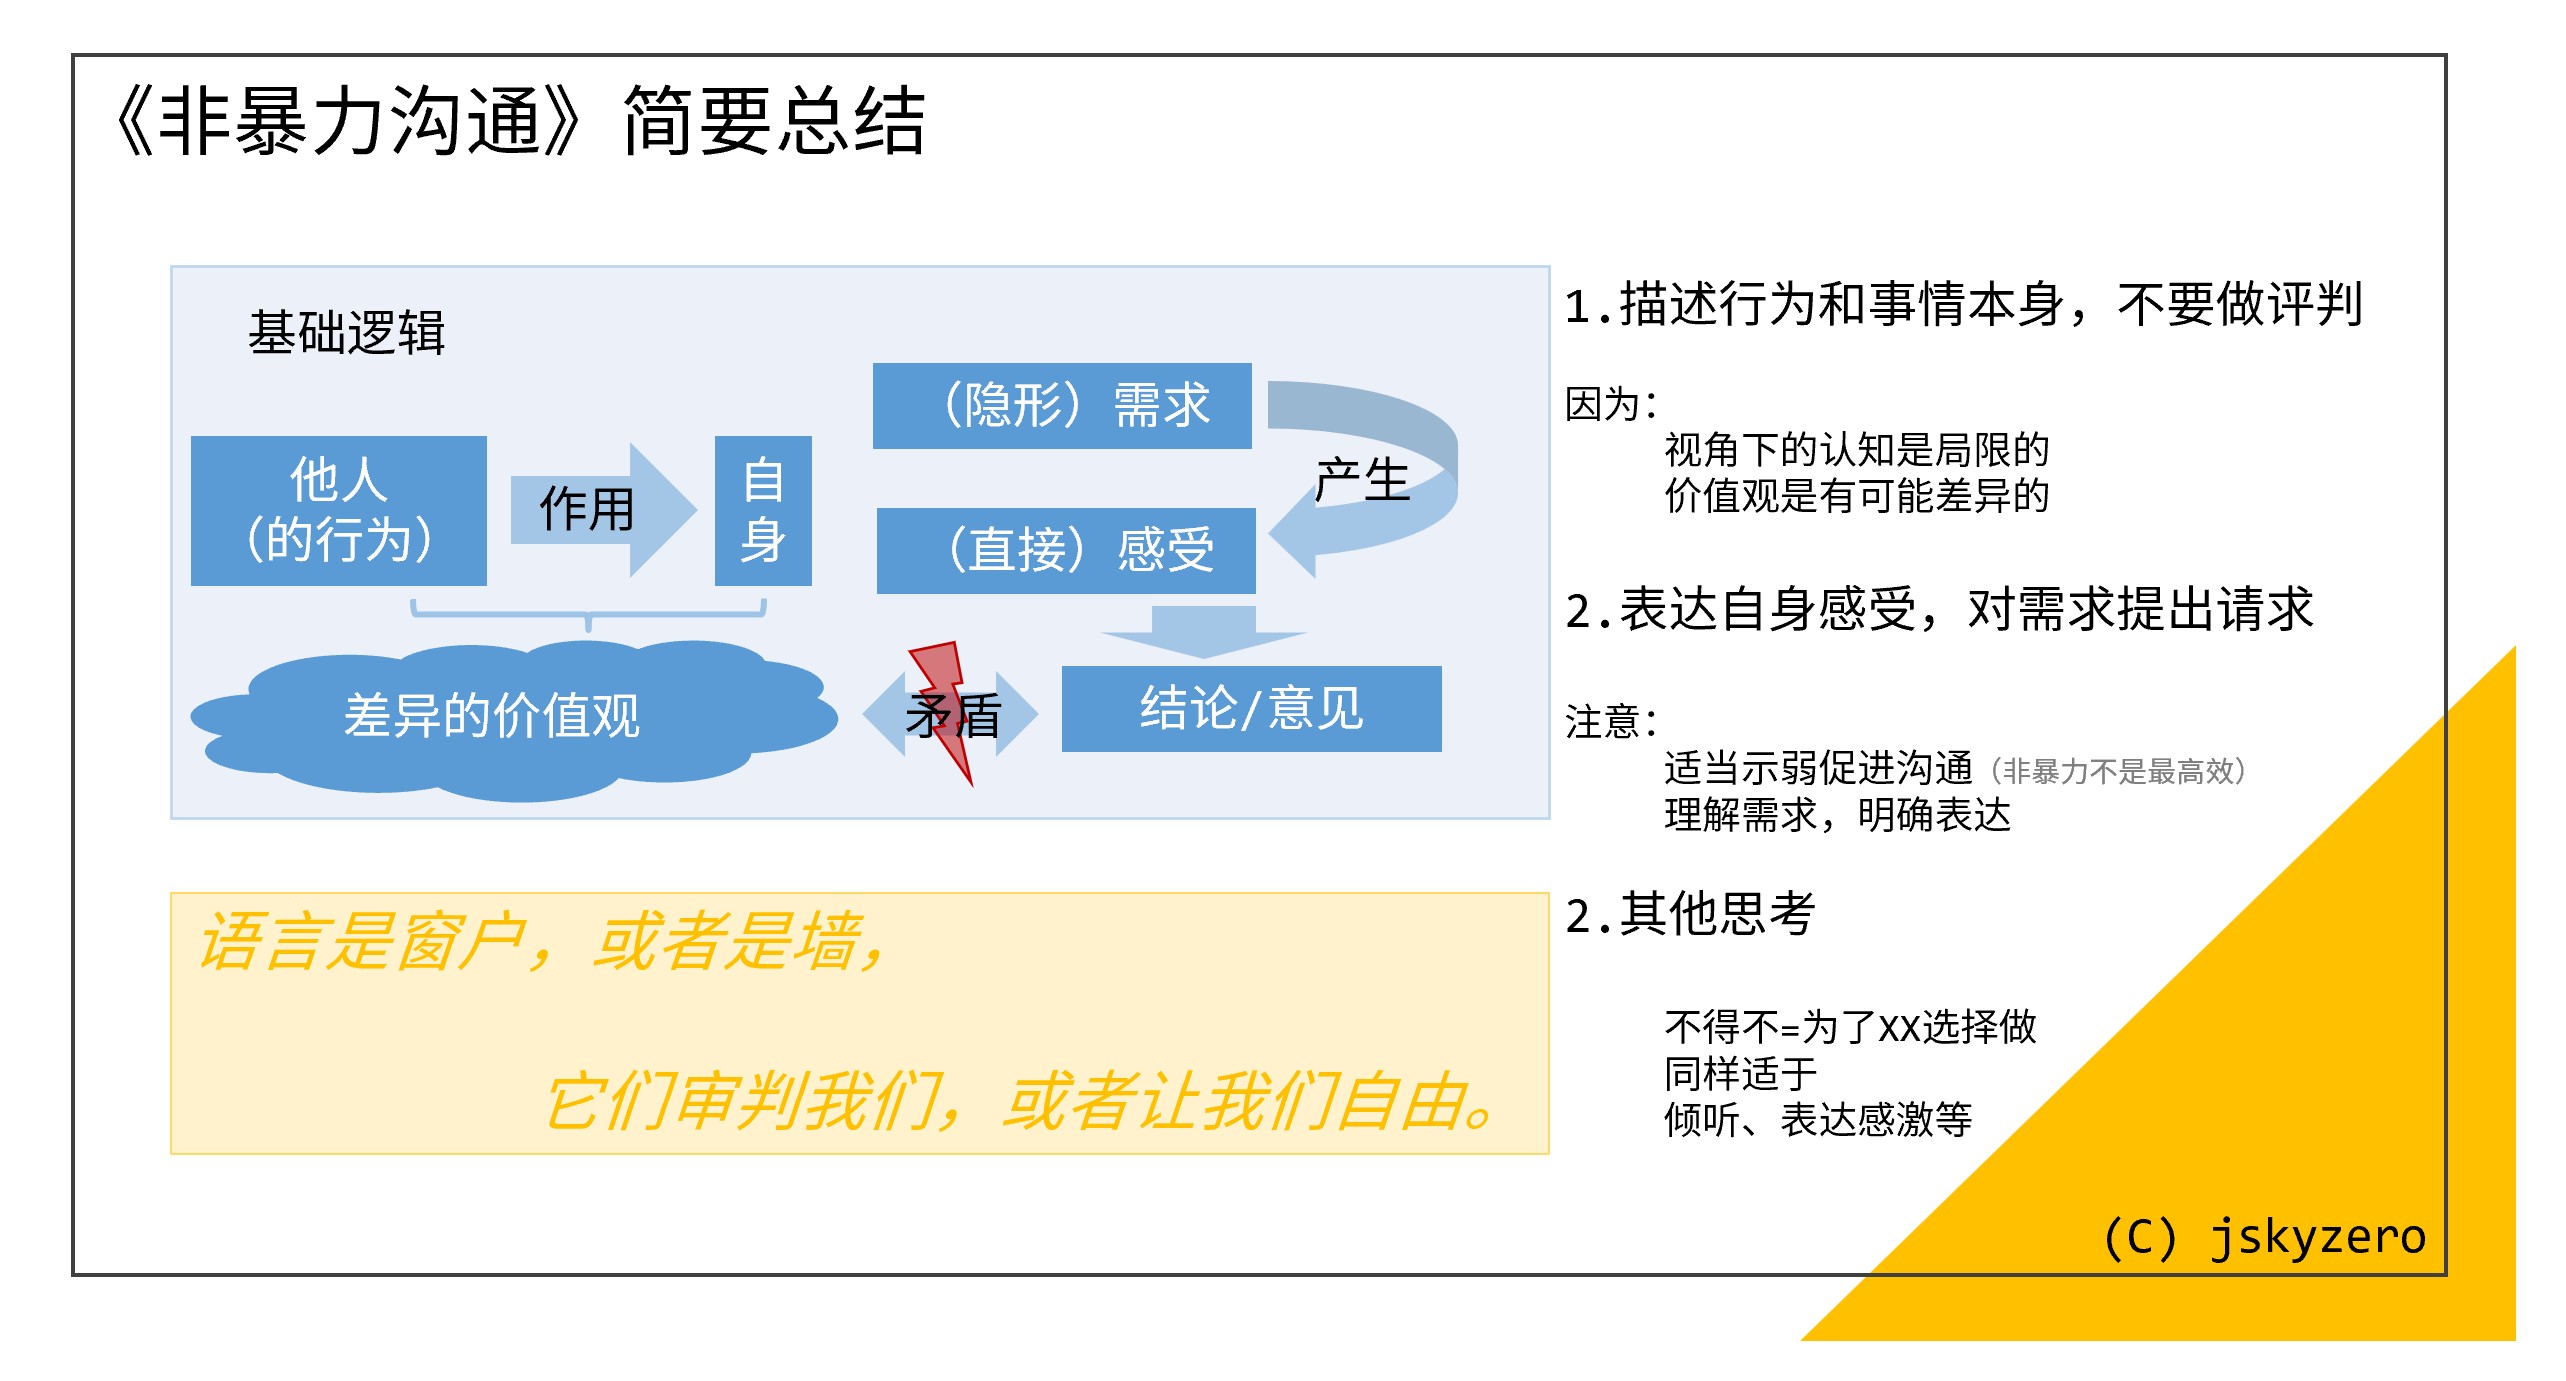 《非暴力沟通》简要总结
基础逻辑
他人
（的行为）
作用
自
身
（隐形）需求
产生
（直接）感受
差异的价值观
矛盾
结论/意见
语言是窗户，或者是墙，
它们审判我们，或者让我们自由。
1.描述行为和事情本身，不要做评判
因为：
视角下的认知是局限的
价值观是有可能差异的
2.表达自身感受，对需求提出请求
注意：
适当示弱促进沟通（非暴力不是最高效）
理解需求，明确表达
2.其他思考
不得不=为了XX选择做
同样适于
倾听、表达感激等
(C) jskyzero